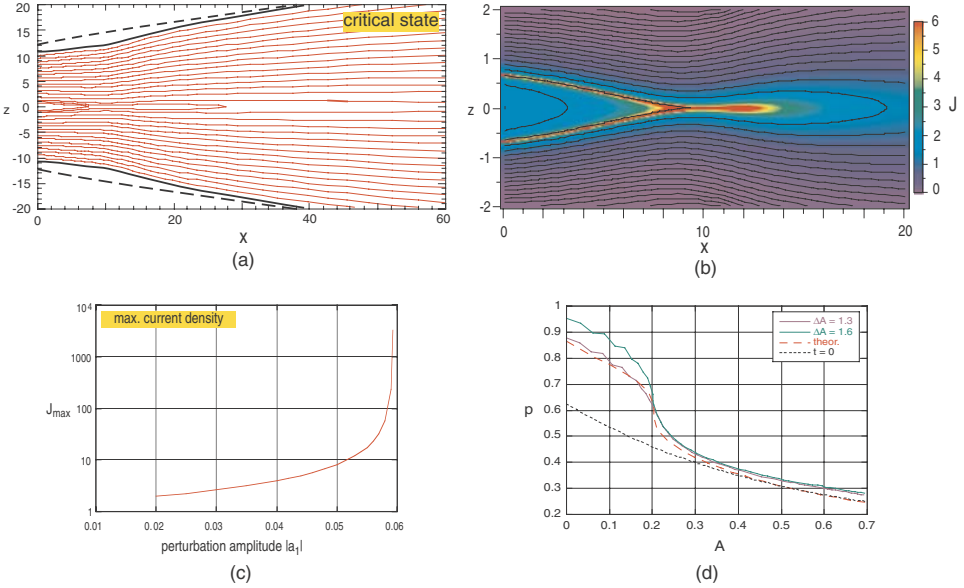 critical state
20
15
10
5
z 0
-5
-10
-15
-20
0 20 40 60
x
(a)
2
1
z 0
-1
-2
0 10 20
x
(b)
6
5
4
3 J
2
1
0
10 4
1000
J max 100
10
1
max. current density
0.01 0.02 0.03 0.04 0.05 0.06
perturbation amplitude |a1|
(c)
1
0.9
0.8
0.7
p 0.6
0.5
0.4
0.3
0.2
ΔA = 1.3
ΔA = 1.6
theor.
t = 0
0 0.1 0.2 0.3 0.4 0.5 0.6 0.7
A
(d)